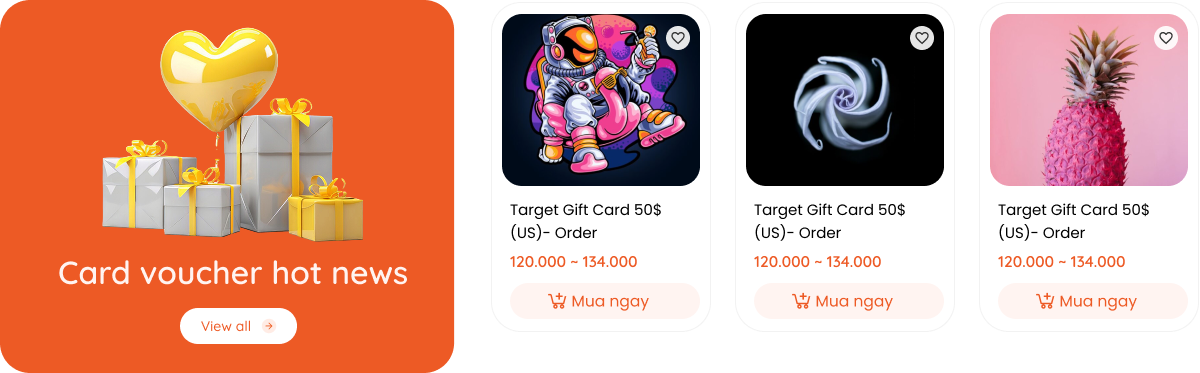 Card voucher hot news
View all
Target Gift Card 50$
(US)- Order
120.000 ~ 134.000
Mua ngay
Target Gift Card 50$
(US)- Order
120.000 ~ 134.000
Mua ngay
Target Gift Card 50$
(US)- Order
120.000 ~ 134.000
Mua ngay